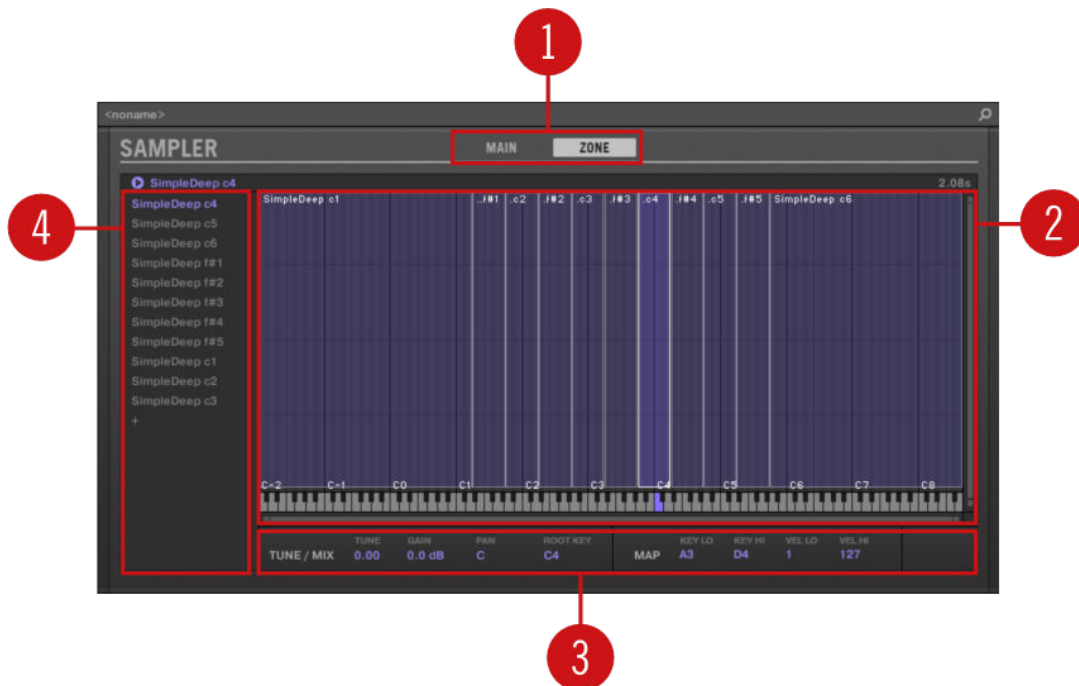 1
<noname>
SAMPLER
MAIN ZONE
SimpleDeep c4 2.08s
4
2
SimpleDeep c4
SimpleDeep c5
SimpleDeep c6
SimpleDeep f#1
SimpleDeep f#2
SimpleDeep f#3
SimpleDeep f#4
SimpleDeep f#5
SimpleDeep c1
SimpleDeep c2
SimpleDeep c3
+
SimpleDeep c1 ..f#1 .c2 .f#2 .c3 .f#3 .c4 .f#4 .c5 .f#5 SimpleDeep c6
C-2 C-1 C0 C1 C2 C3 C4 C5 C6 C7 C8
TUNE GAIN PAN ROOT KEY KEY LO KEY HI VEL LO VEL HI
TUNE / MIX 0.00 0.0 dB C C4 MAP A3 D4 1 127
3